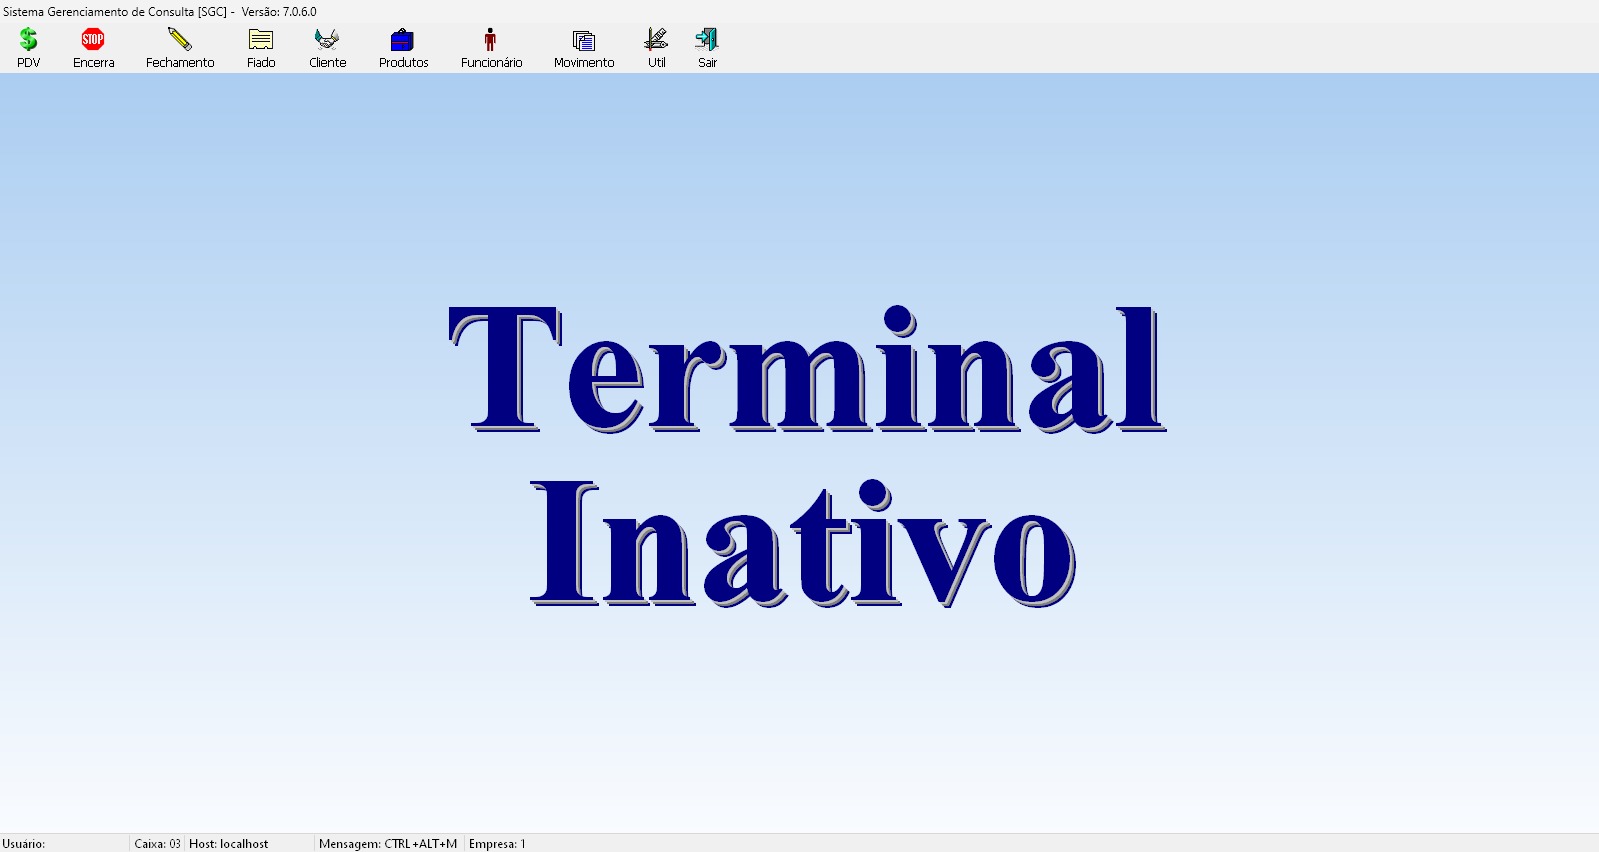 Sistema Gerenciamento de Consulta [SGC] -  Versão: 7.0.6.0
STOP
PDV Encerra Fechamento Fiado Cliente Produtos Funcionário Movimento Util Sair
Terminal
Inativo
Usuário: Caixa: 03 Host: localhost Mensagem: CTRL+ALT+M Empresa: 1